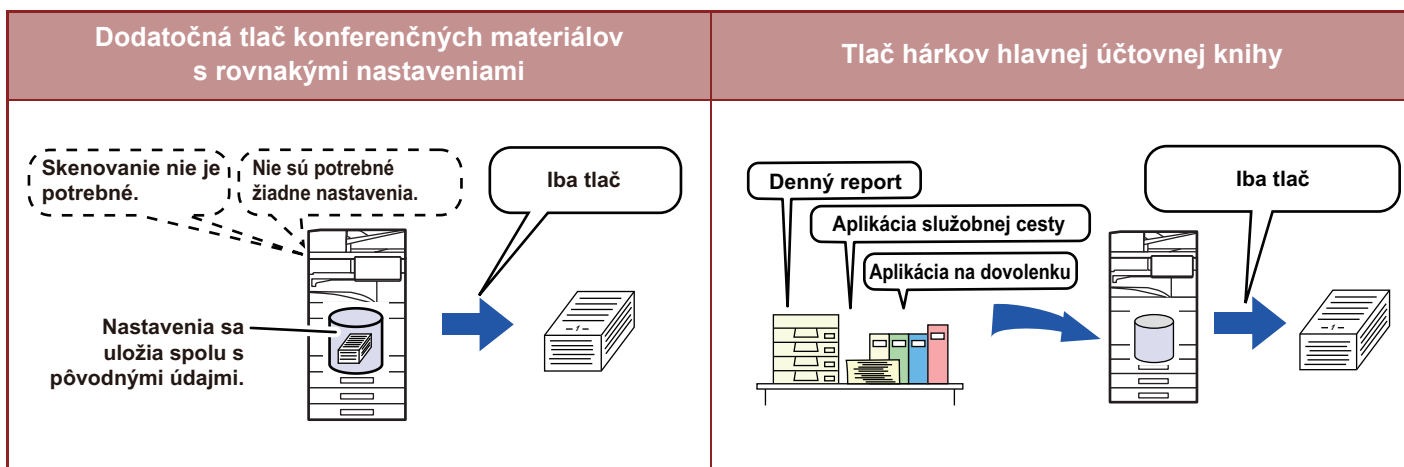 Dodatočná tlač konferenčných materiálov
s rovnakými nastaveniami
Tlač hárkov hlavnej účtovnej knihy
Skenovanie nie je
potrebné.
Nie sú potrebné
žiadne nastavenia.
Iba tlač
Nastavenia sa
uložia spolu s
pôvodnými údajmi.
-1-
Denný report
Aplikácia služobnej cesty
Aplikácia na dovolenku
Iba tlač
-1-